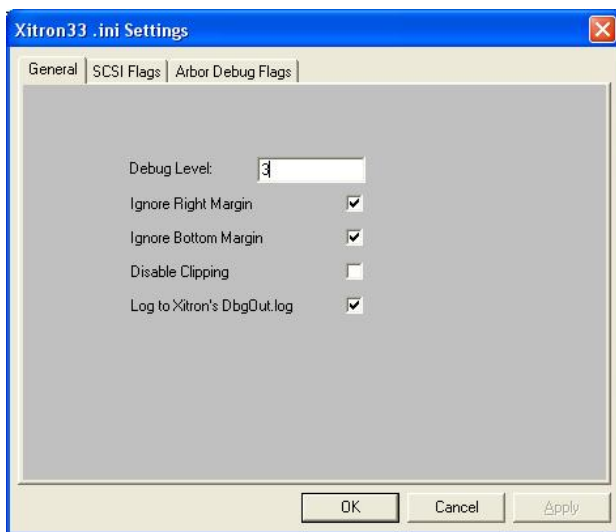 Xitron33 .ini Settings
General SCSI Flags Arbor Debug Flags
Debug Level: 3
Ignore Right Margin
Ignore Bottom Margin
Disable Clipping
Log to Xitron's DbgOut.log
OK Cancel Apply